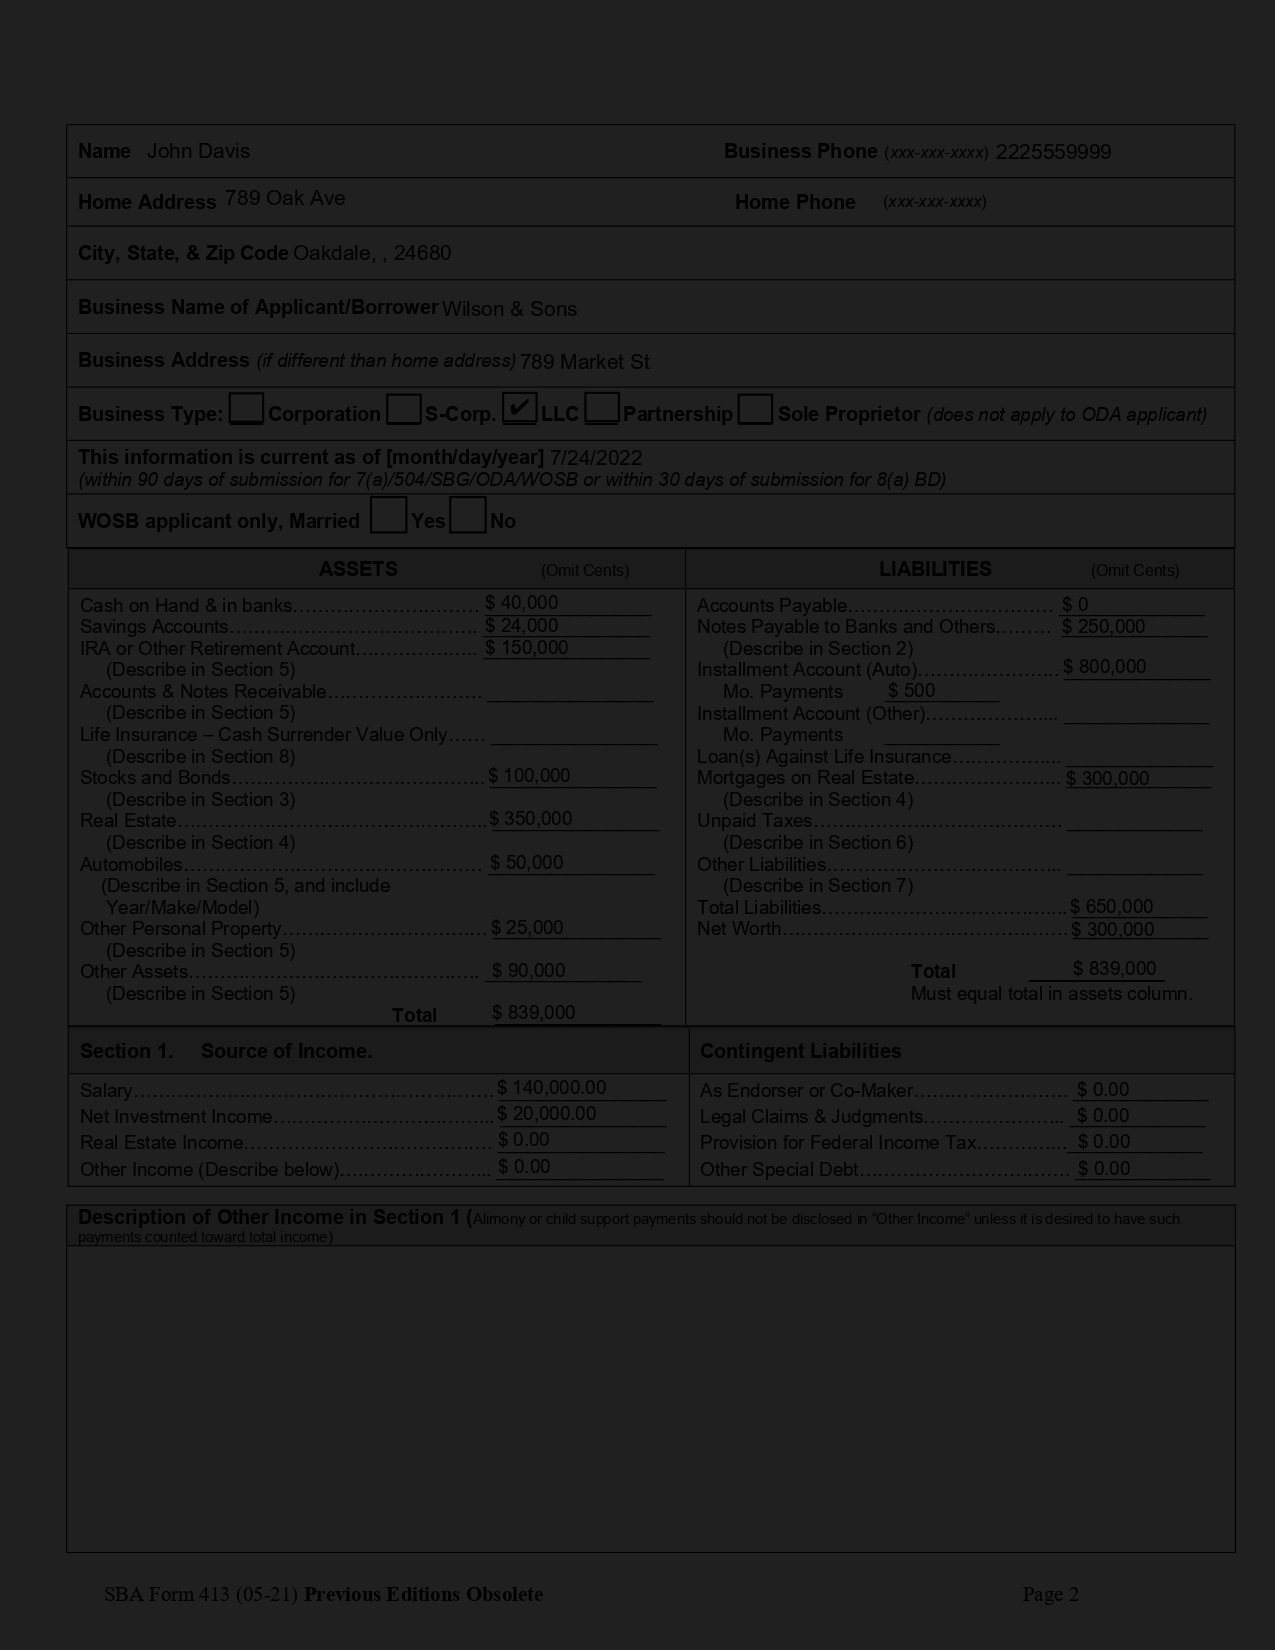 Name John Davis Business Phone (xxx-xxx-xxxx) 2225559999
Home Address 789 Oak Ave Home Phone (xxx-xxx-xxxx)
City, State, & Zip Code Oakdale, , 24680
Business Name of Applicant/Borrower Wilson & Sons
Business Address (if different than home address) 789 Market St
Business Type: Corporation S-Corp. ✔ LLC Partnership Sole Proprietor (does not apply to ODA applicant)
This information is current as of [month/day/year] 7/24/2022
(within 90 days of submission for 7(a)/504/SBG/ODA/WOSB or within 30 days of submission for 8(a) BD)
WOSB applicant only, Married Yes No
ASSETS (Omit Cents)
Cash on Hand & in banks $ 40,000
Savings Accounts $ 24,000
IRA or Other Retirement Account $ 150,000
(Describe in Section 5)
Accounts & Notes Receivable
(Describe in Section 5)
Life Insurance – Cash Surrender Value Only
(Describe in Section 8)
Stocks and Bonds $ 100,000
(Describe in Section 3)
Real Estate $ 350,000
(Describe in Section 4)
Automobiles $ 50,000
(Describe in Section 5, and include
Year/Make/Model)
Other Personal Property $ 25,000
(Describe in Section 5)
Other Assets $ 90,000
(Describe in Section 5)
Total $ 839,000
LIABILITIES (Omit Cents)
Accounts Payable $ 0
Notes Payable to Banks and Others $ 250,000
(Describe in Section 2)
Installment Account (Auto) $ 800,000
Mo. Payments $ 500
Installment Account (Other)
Mo. Payments
Loan(s) Against Life Insurance
Mortgages on Real Estate $ 300,000
(Describe in Section 4)
Unpaid Taxes
(Describe in Section 6)
Other Liabilities
(Describe in Section 7)
Total Liabilities $ 650,000
Net Worth $ 300,000
Total $ 839,000
Must equal total in assets column.
Section 1. Source of Income.
Salary $ 140,000.00
Net Investment Income $ 20,000.00
Real Estate Income $ 0.00
Other Income (Describe below) $ 0.00
Contingent Liabilities
As Endorser or Co-Maker $ 0.00
Legal Claims & Judgments $ 0.00
Provision for Federal Income Tax $ 0.00
Other Special Debt $ 0.00
Description of Other Income in Section 1 (Alimony or child support payments should not be disclosed in "Other Income" unless it is desired to have such
payments counted toward total income)
SBA Form 413 (05-21) Previous Editions Obsolete Page 2